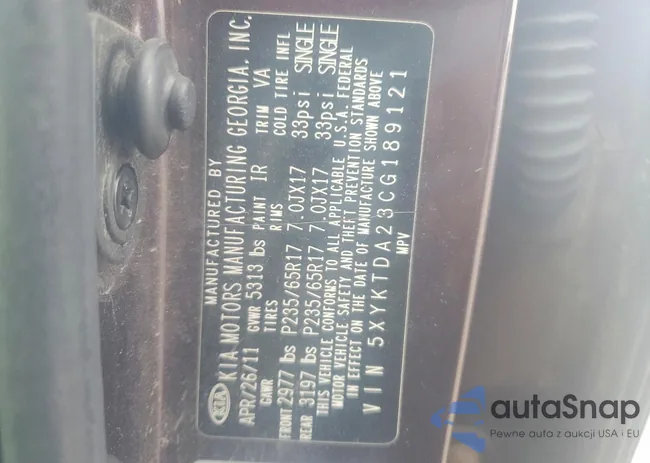 KIA
MANUFACTURED BY
KIA MOTORS MANUFACTURING GEORGIA, INC.
APR/26/11 GVWR 5313 lbs PAINT IR TRIM VA
GAWR TIRES RIMS COLD TIRE INFL
FRONT 2977 lbs P235/65R17 7.0JX17 33psi SINGLE
REAR 3197 lbs P235/65R17 7.0JX17 33psi SINGLE
THIS VEHICLE CONFORMS TO ALL APPLICABLE U.S.A. FEDERAL
MOTOR VEHICLE SAFETY AND THEFT PREVENTION STANDARDS
IN EFFECT ON THE DATE OF MANUFACTURE SHOWN ABOVE
VIN 5XYKTDA23CG189121
MPV
autaSnap
Pewne auta z aukcji USA i EU